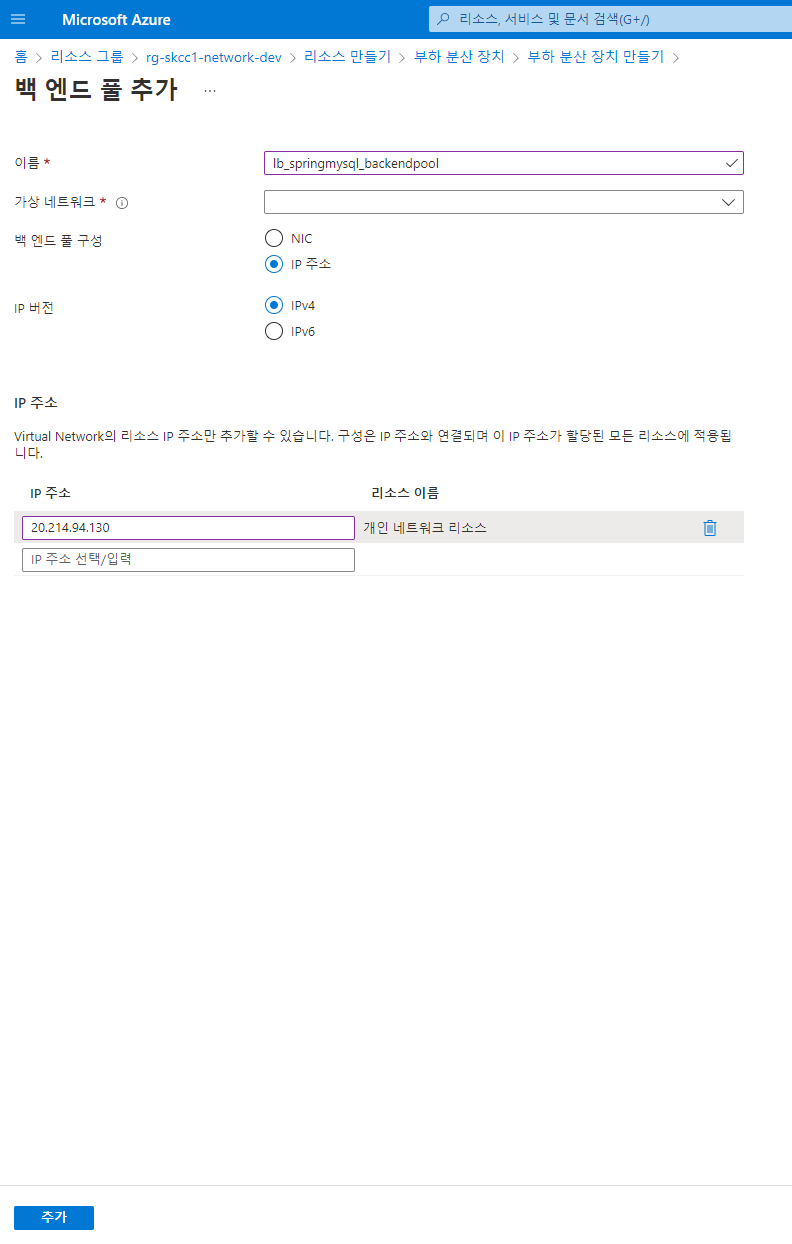 Microsoft Azure
리소스, 서비스 및 문서 검색(G+/)
홈 > 리소스 그룹 > rg-skcc1-network-dev > 리소스 만들기 > 부하 분산 장치 > 부하 분산 장치 만들기 >
백 엔드 풀 추가 ...
이름 *
lb_springmysql_backendpool
가상 네트워크 *
백 엔드 풀 구성
NIC
IP 주소
IP 버전
IPv4
IPv6
IP 주소
Virtual Network의 리소스 IP 주소만 추가할 수 있습니다. 구성은 IP 주소와 연결되며 이 IP 주소가 할당된 모든 리소스에 적용됩
니다.
IP 주소 리소스 이름
20.214.94.130 개인 네트워크 리소스
IP 주소 선택/입력
추가